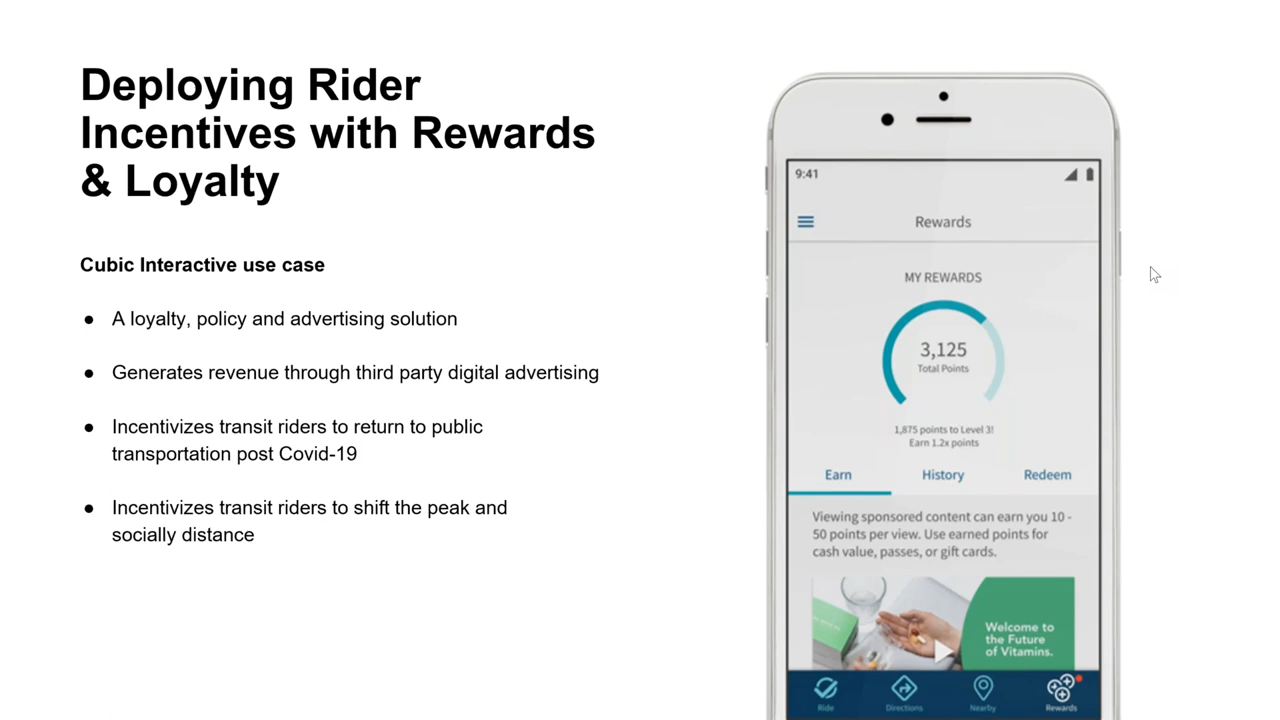 Deploying Rider
Incentives with Rewards
& Loyalty
Cubic Interactive use case
● A loyalty, policy and advertising solution
● Generates revenue through third party digital advertising
● Incentivizes transit riders to return to public
transportation post Covid-19
● Incentivizes transit riders to shift the peak and
socially distance
9:41
Rewards
MY REWARDS
3,125
Total Points
1,875 points to Level 3!
Earn 1.2x points
Earn History Redeem
Viewing sponsored content can earn you 10 -
50 points per view. Use earned points for
cash value, passes, or gift cards.
Welcome to
the Future
of Vitamins.
Ride Directions Nearby Rewards